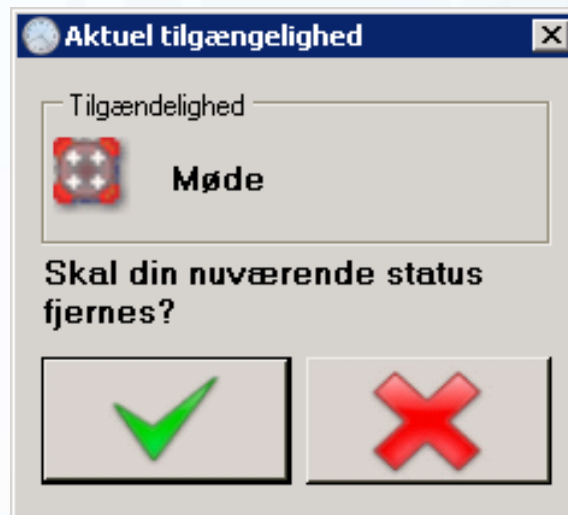 Aktuel tilgængelighed
Tilgændelighed
Møde
Skal din nuværende status
fjernes?